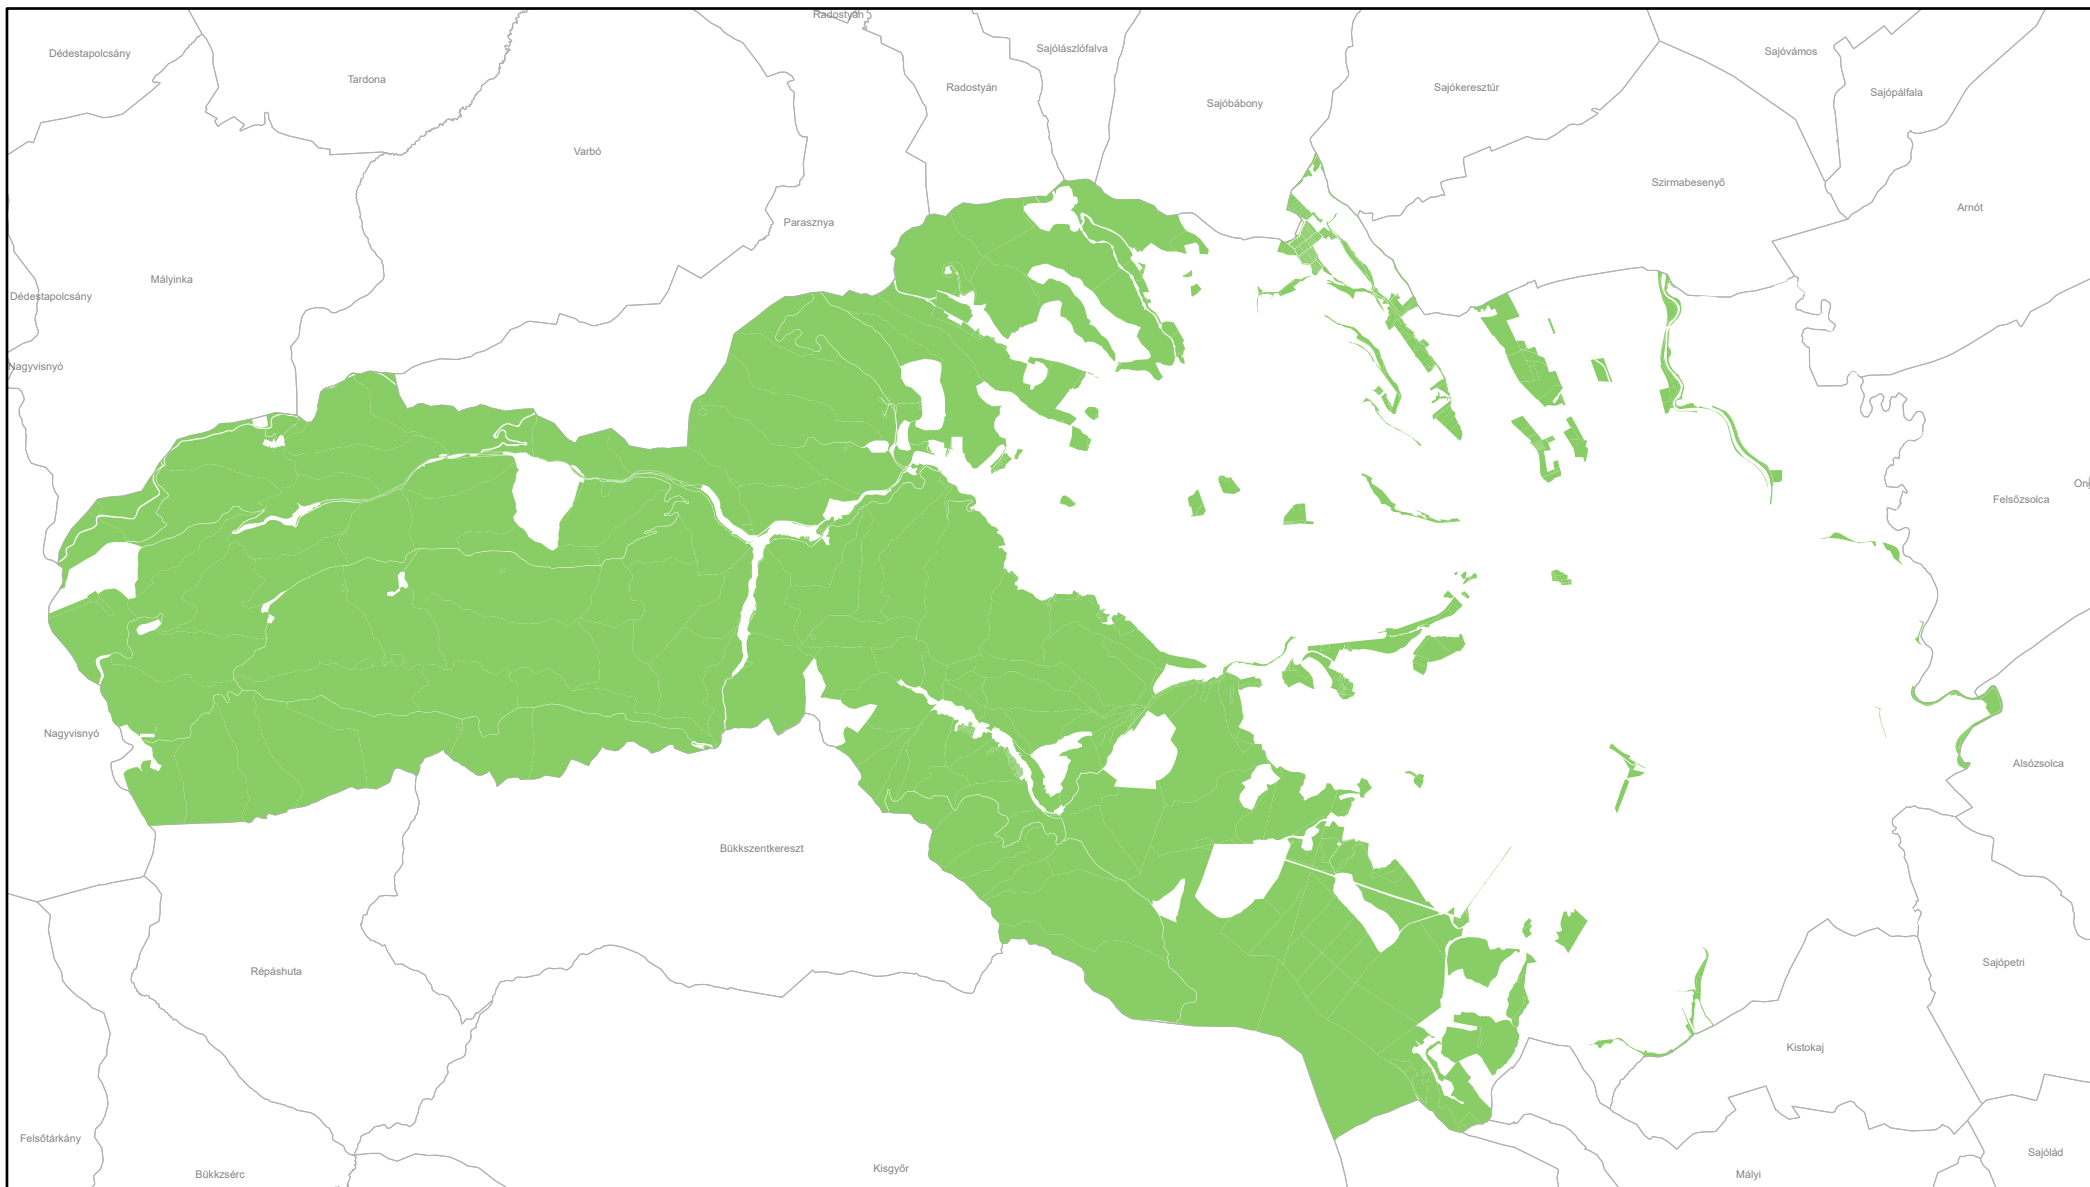 Radostyán
Dédestapolcsány
Tardona
Sajólászlófalva
Sajóvámos
Radostyán
Sajóbábony
Sajókeresztúr
Sajópálfala
Varbó
Szirmabesenyő
Arnót
Parasznya
Mályinka
Dédestapolcsány
Nagyvisnyó
Felsőzsolca
Nagyvisnyó
Alsózsolca
Bükkszentkereszt
Répáshuta
Sajópetri
Kistokaj
Felsőtárkány
Bükkzsérc
Kisgyőr
Mályi
Sajólád